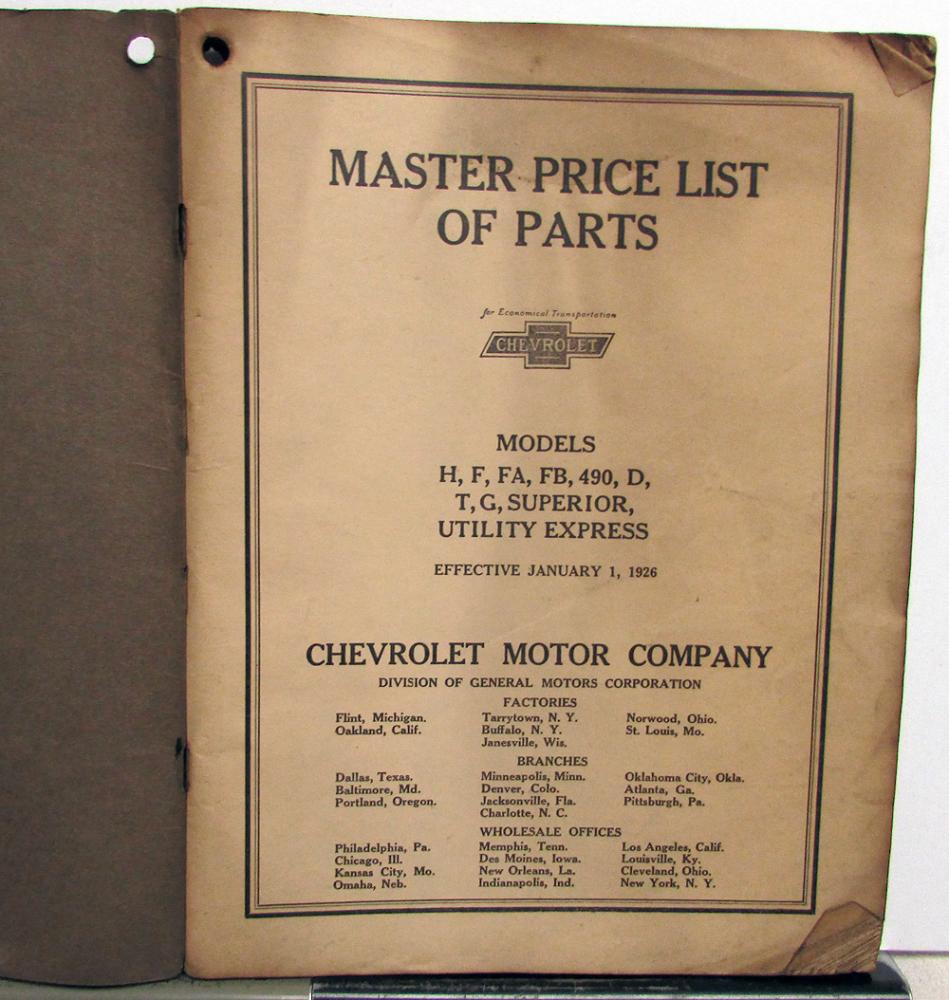 MASTER PRICE LIST
OF PARTS
for Economical Transportation
CHEVROLET
MODELS
H, F, FA, FB, 490, D,
T, G, SUPERIOR,
UTILITY EXPRESS
EFFECTIVE JANUARY 1, 1926
CHEVROLET MOTOR COMPANY
DIVISION OF GENERAL MOTORS CORPORATION
FACTORIES
Flint, Michigan. Tarrytown, N. Y. Norwood, Ohio.
Oakland, Calif. Buffalo, N. Y. St. Louis, Mo.
Janesville, Wis.
BRANCHES
Dallas, Texas. Minneapolis, Minn. Oklahoma City, Okla.
Baltimore, Md. Denver, Colo. Atlanta, Ga.
Portland, Oregon. Jacksonville, Fla. Pittsburgh, Pa.
Charlotte, N. C.
WHOLESALE OFFICES
Philadelphia, Pa. Memphis, Tenn. Los Angeles, Calif.
Chicago, Ill. Des Moines, Iowa. Louisville, Ky.
Kansas City, Mo. New Orleans, La. Cleveland, Ohio.
Omaha, Neb. Indianapolis, Ind. New York, N. Y.